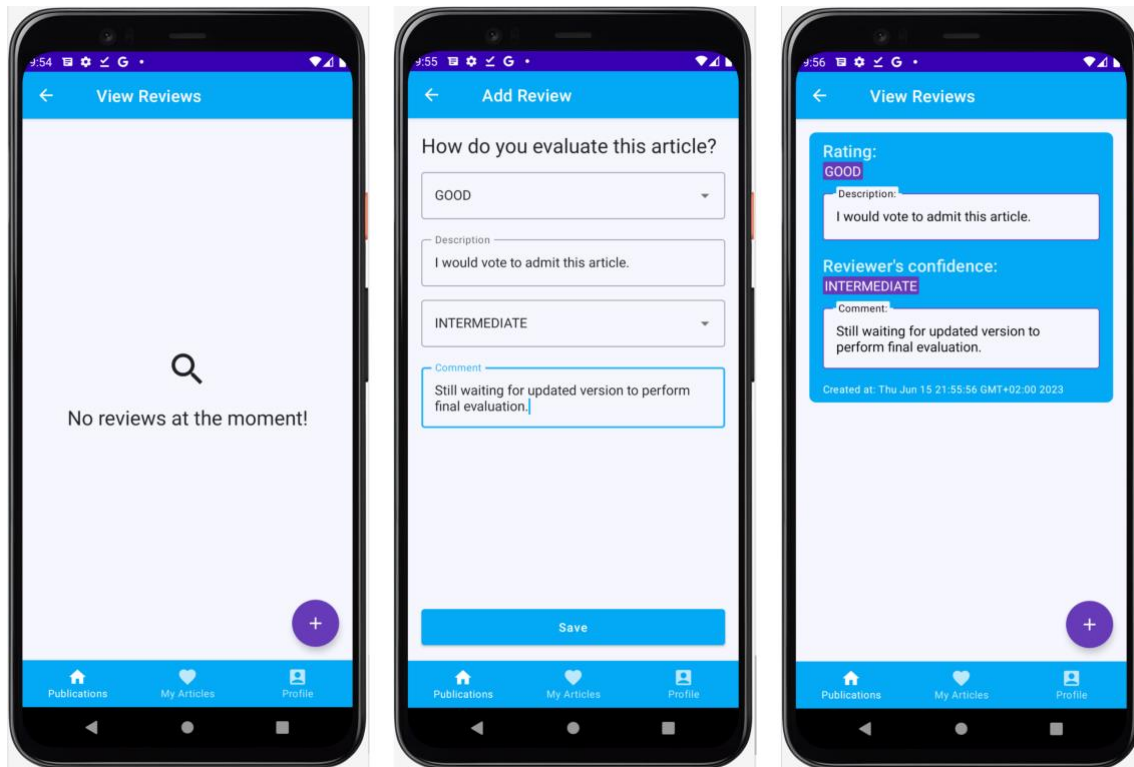 9:54 G
View Reviews
No reviews at the moment!
+
Publications My Articles Profile
9:55 G
Add Review
How do you evaluate this article?
GOOD
Description
I would vote to admit this article.
INTERMEDIATE
Comment
Still waiting for updated version to perform
final evaluation.
Save
Publications My Articles Profile
9:56 G
View Reviews
Rating:
GOOD
Description:
I would vote to admit this article.
Reviewer's confidence:
INTERMEDIATE
Comment:
Still waiting for updated version to
perform final evaluation.
Created at: Thu Jun 15 21:55:56 GMT+02:00 2023
+
Publications My Articles Profile